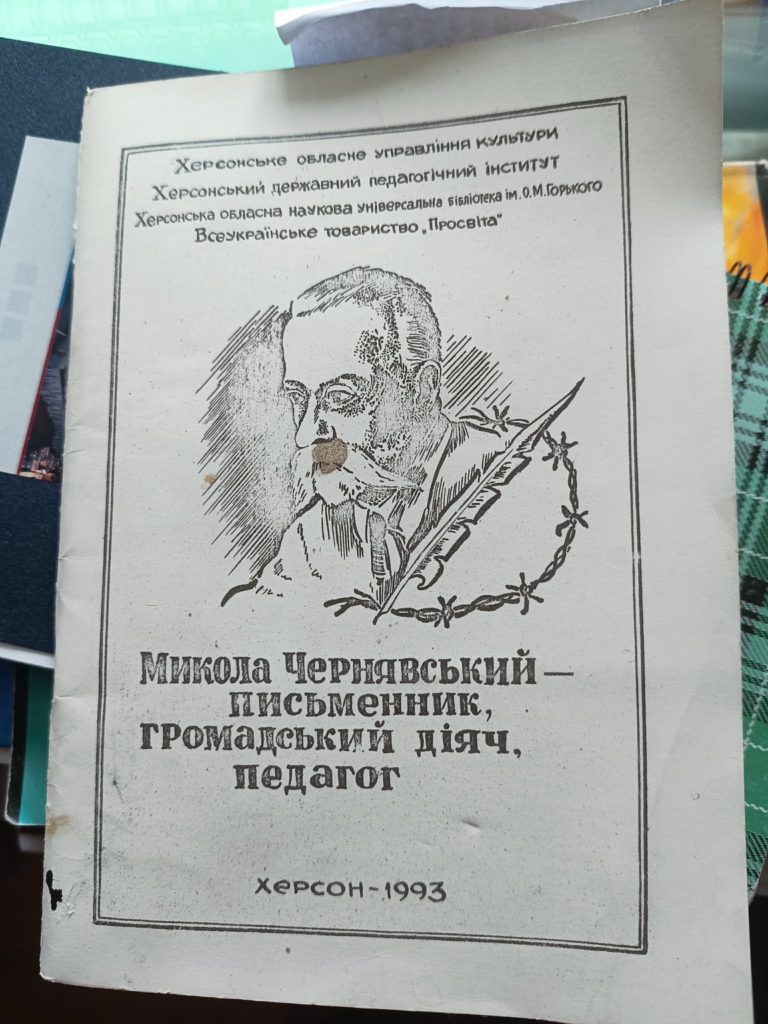 Херсонське обласне управління культури
Херсонський державний педагогічний інститут
Херсонська обласна наукова універсальна бібліотека ім. О.М.Горького
Всеукраїнське товариство „Просвіта"
Микола Чернявський —
письменник,
громадський діяч,
педагог
Херсон – 1993